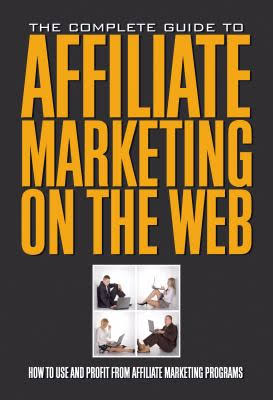 THE COMPLETE GUIDE TO
AFFILIATE
MARKETING
ON THE WEB
HOW TO USE AND PROFIT FROM AFFILIATE MARKETING PROGRAMS